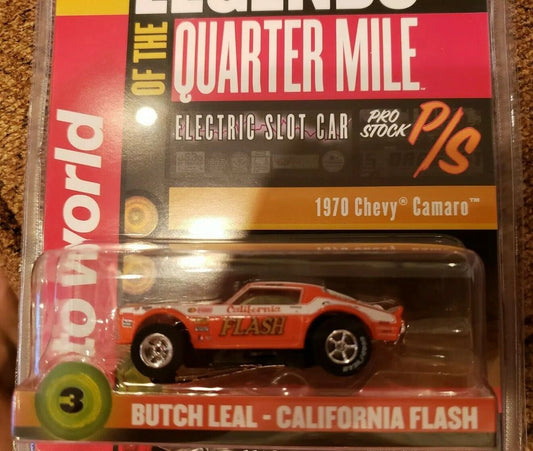 LEGENDS
OF THE
QUARTER MILE™
ELECTRIC SLOT CAR
PRO STOCK
P/S
1970 Chevy® Camaro™
to world
California
FLASH
3
BUTCH LEAL - CALIFORNIA FLASH